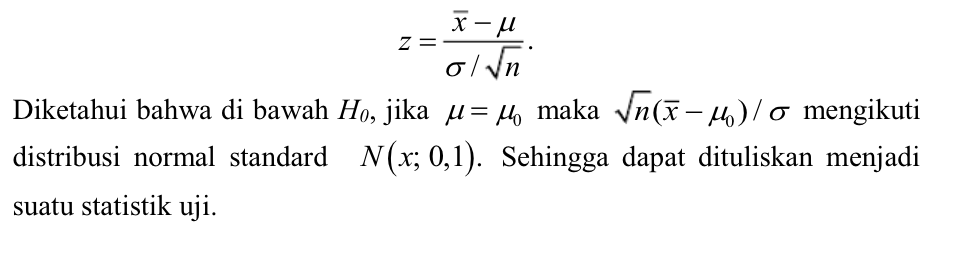 z = (x̄ − μ) / (σ / √n).
Diketahui bahwa di bawah H₀, jika μ = μ₀ maka √n(x̄ − μ₀) / σ mengikuti
distribusi normal standard N(x; 0,1). Sehingga dapat dituliskan menjadi
suatu statistik uji.